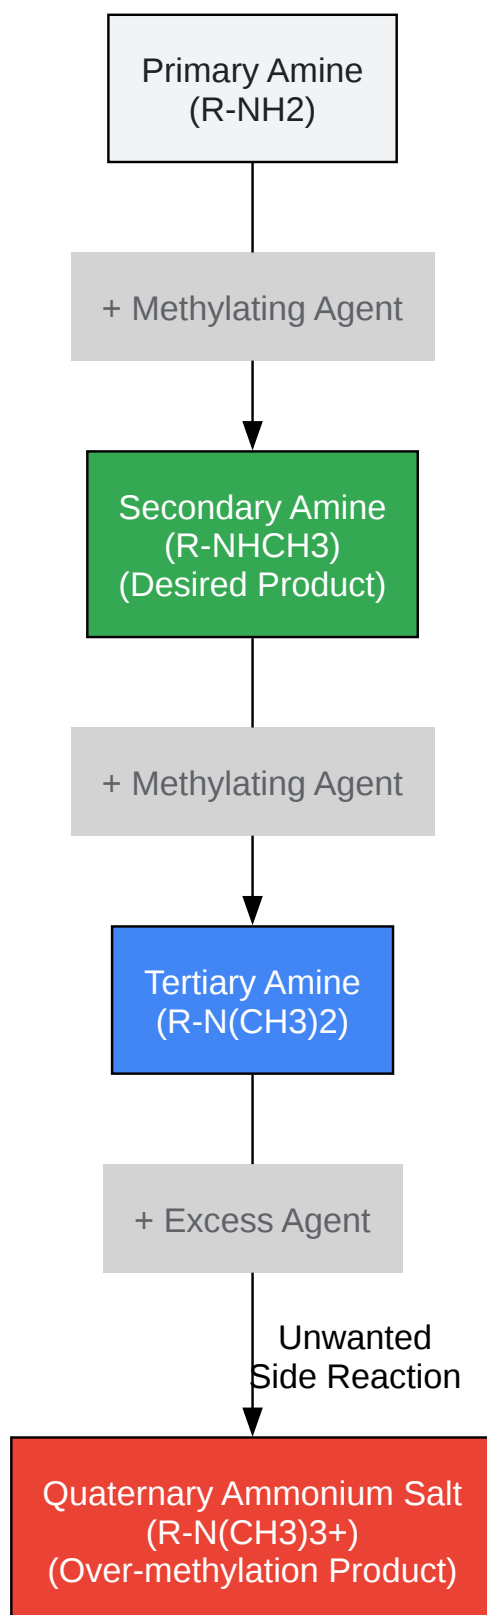 Primary Amine
(R-NH2)
+ Methylating Agent
Secondary Amine
(R-NHCH3)
(Desired Product)
+ Methylating Agent
Tertiary Amine
(R-N(CH3)2)
+ Excess Agent
Unwanted
Side Reaction
Quaternary Ammonium Salt
(R-N(CH3)3+)
(Over-methylation Product)